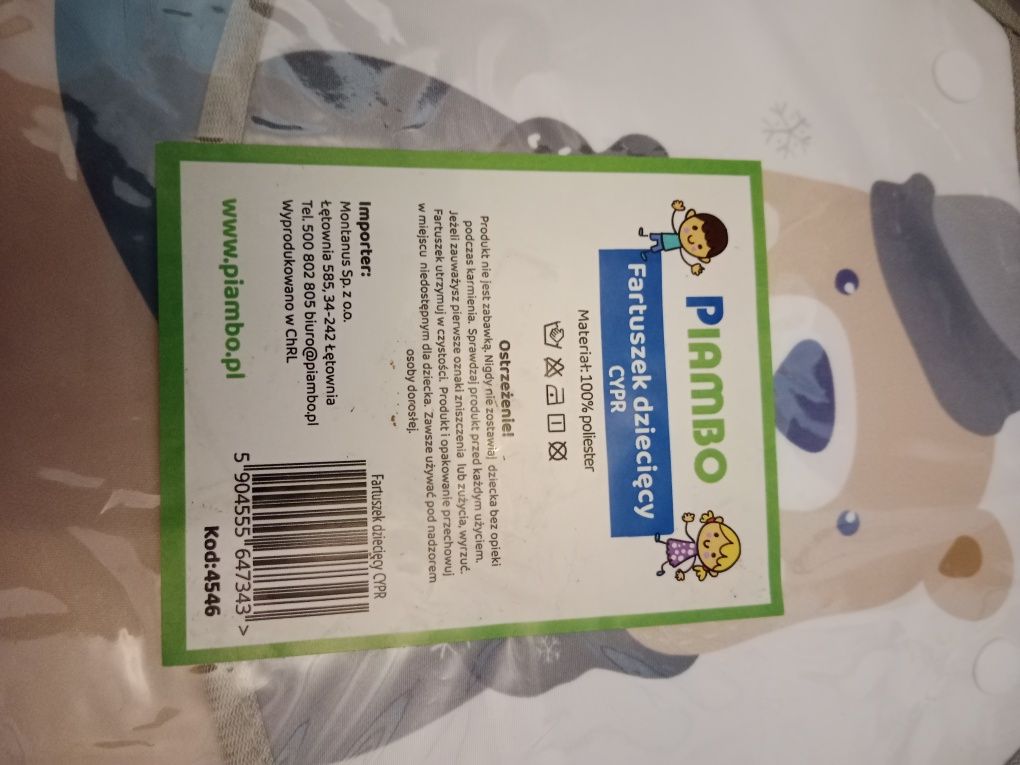 PIAMBO
Fartuszek dziecięcy
CYPR
Materiał: 100% poliester
Ostrzeżenie!
Produkt nie jest zabawką. Nigdy nie zostawiaj dziecka bez opieki
podczas karmienia. Sprawdzaj produkt przed każdym użyciem.
Jeżeli zauważysz pierwsze oznaki zniszczenia lub zużycia, wyrzuć.
Fartuszek utrzymuj w czystości. Produkt i opakowanie przechowuj
w miejscu niedostępnym dla dziecka. Zawsze używać pod nadzorem
osoby dorosłej.
Importer:
Montanus Sp. z o.o.
Łętownia 585, 34-242 Łętownia
Tel. 500 802 805 biuro@piambo.pl
Wyprodukowano w ChRL
www.piambo.pl
Fartuszek dziecięcy CYPR
5 904555 647343 >
Kod: 4546